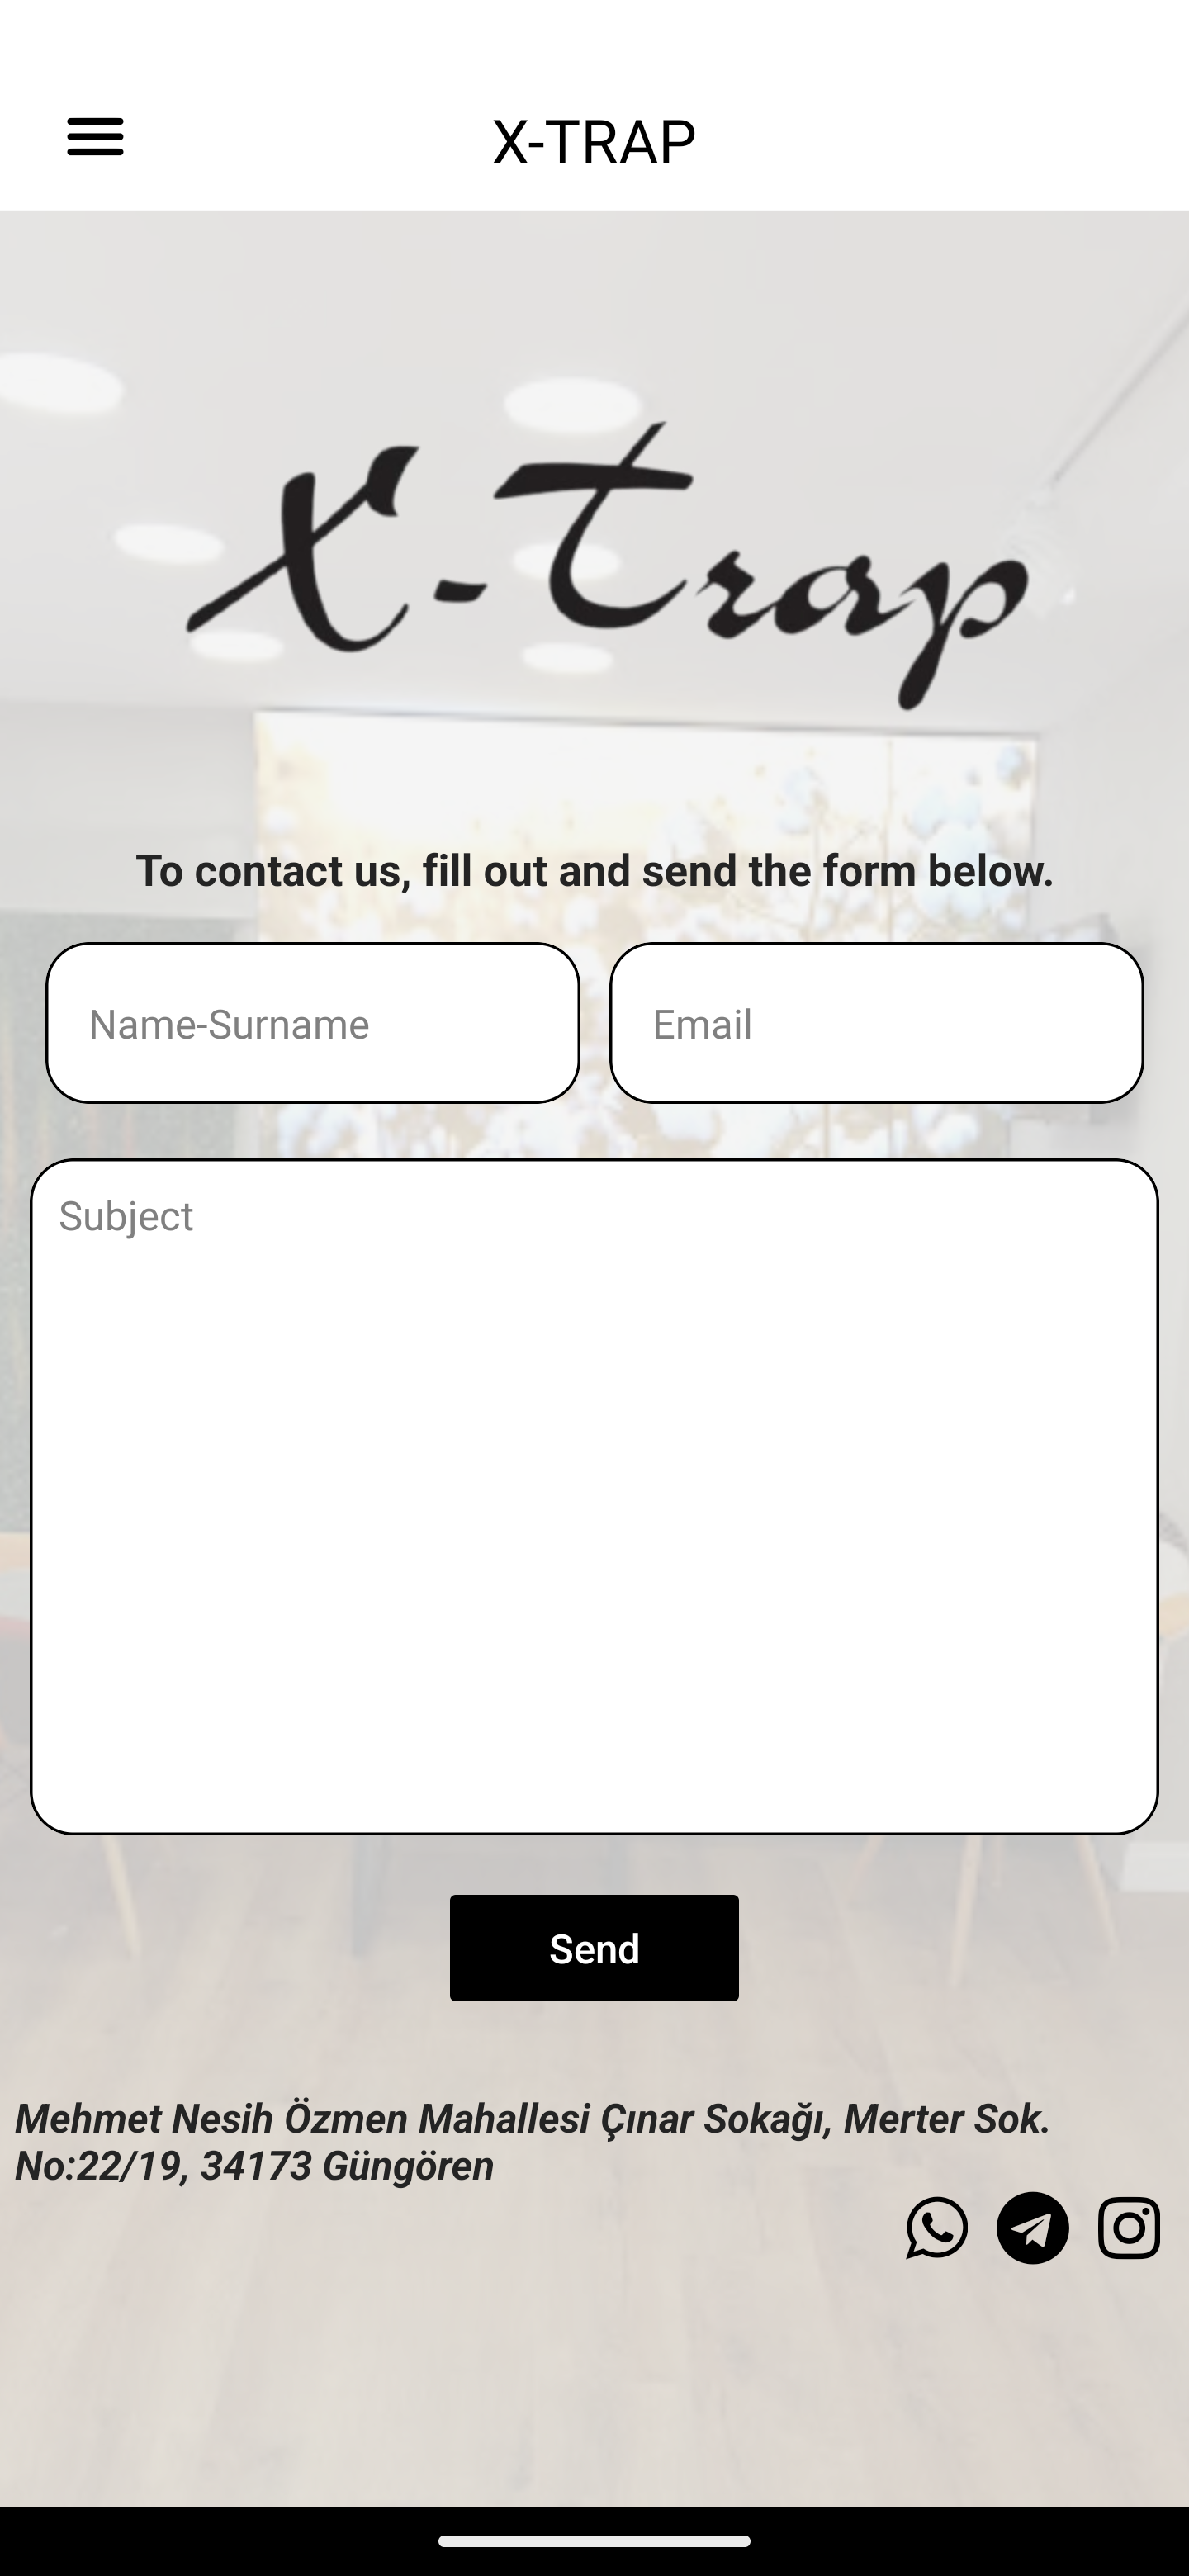 X-TRAP
X-Trap
To contact us, fill out and send the form below.
Name-Surname
Email
Subject
Send
Mehmet Nesih Özmen Mahallesi Çınar Sokağı, Merter Sok.
No:22/19, 34173 Güngören